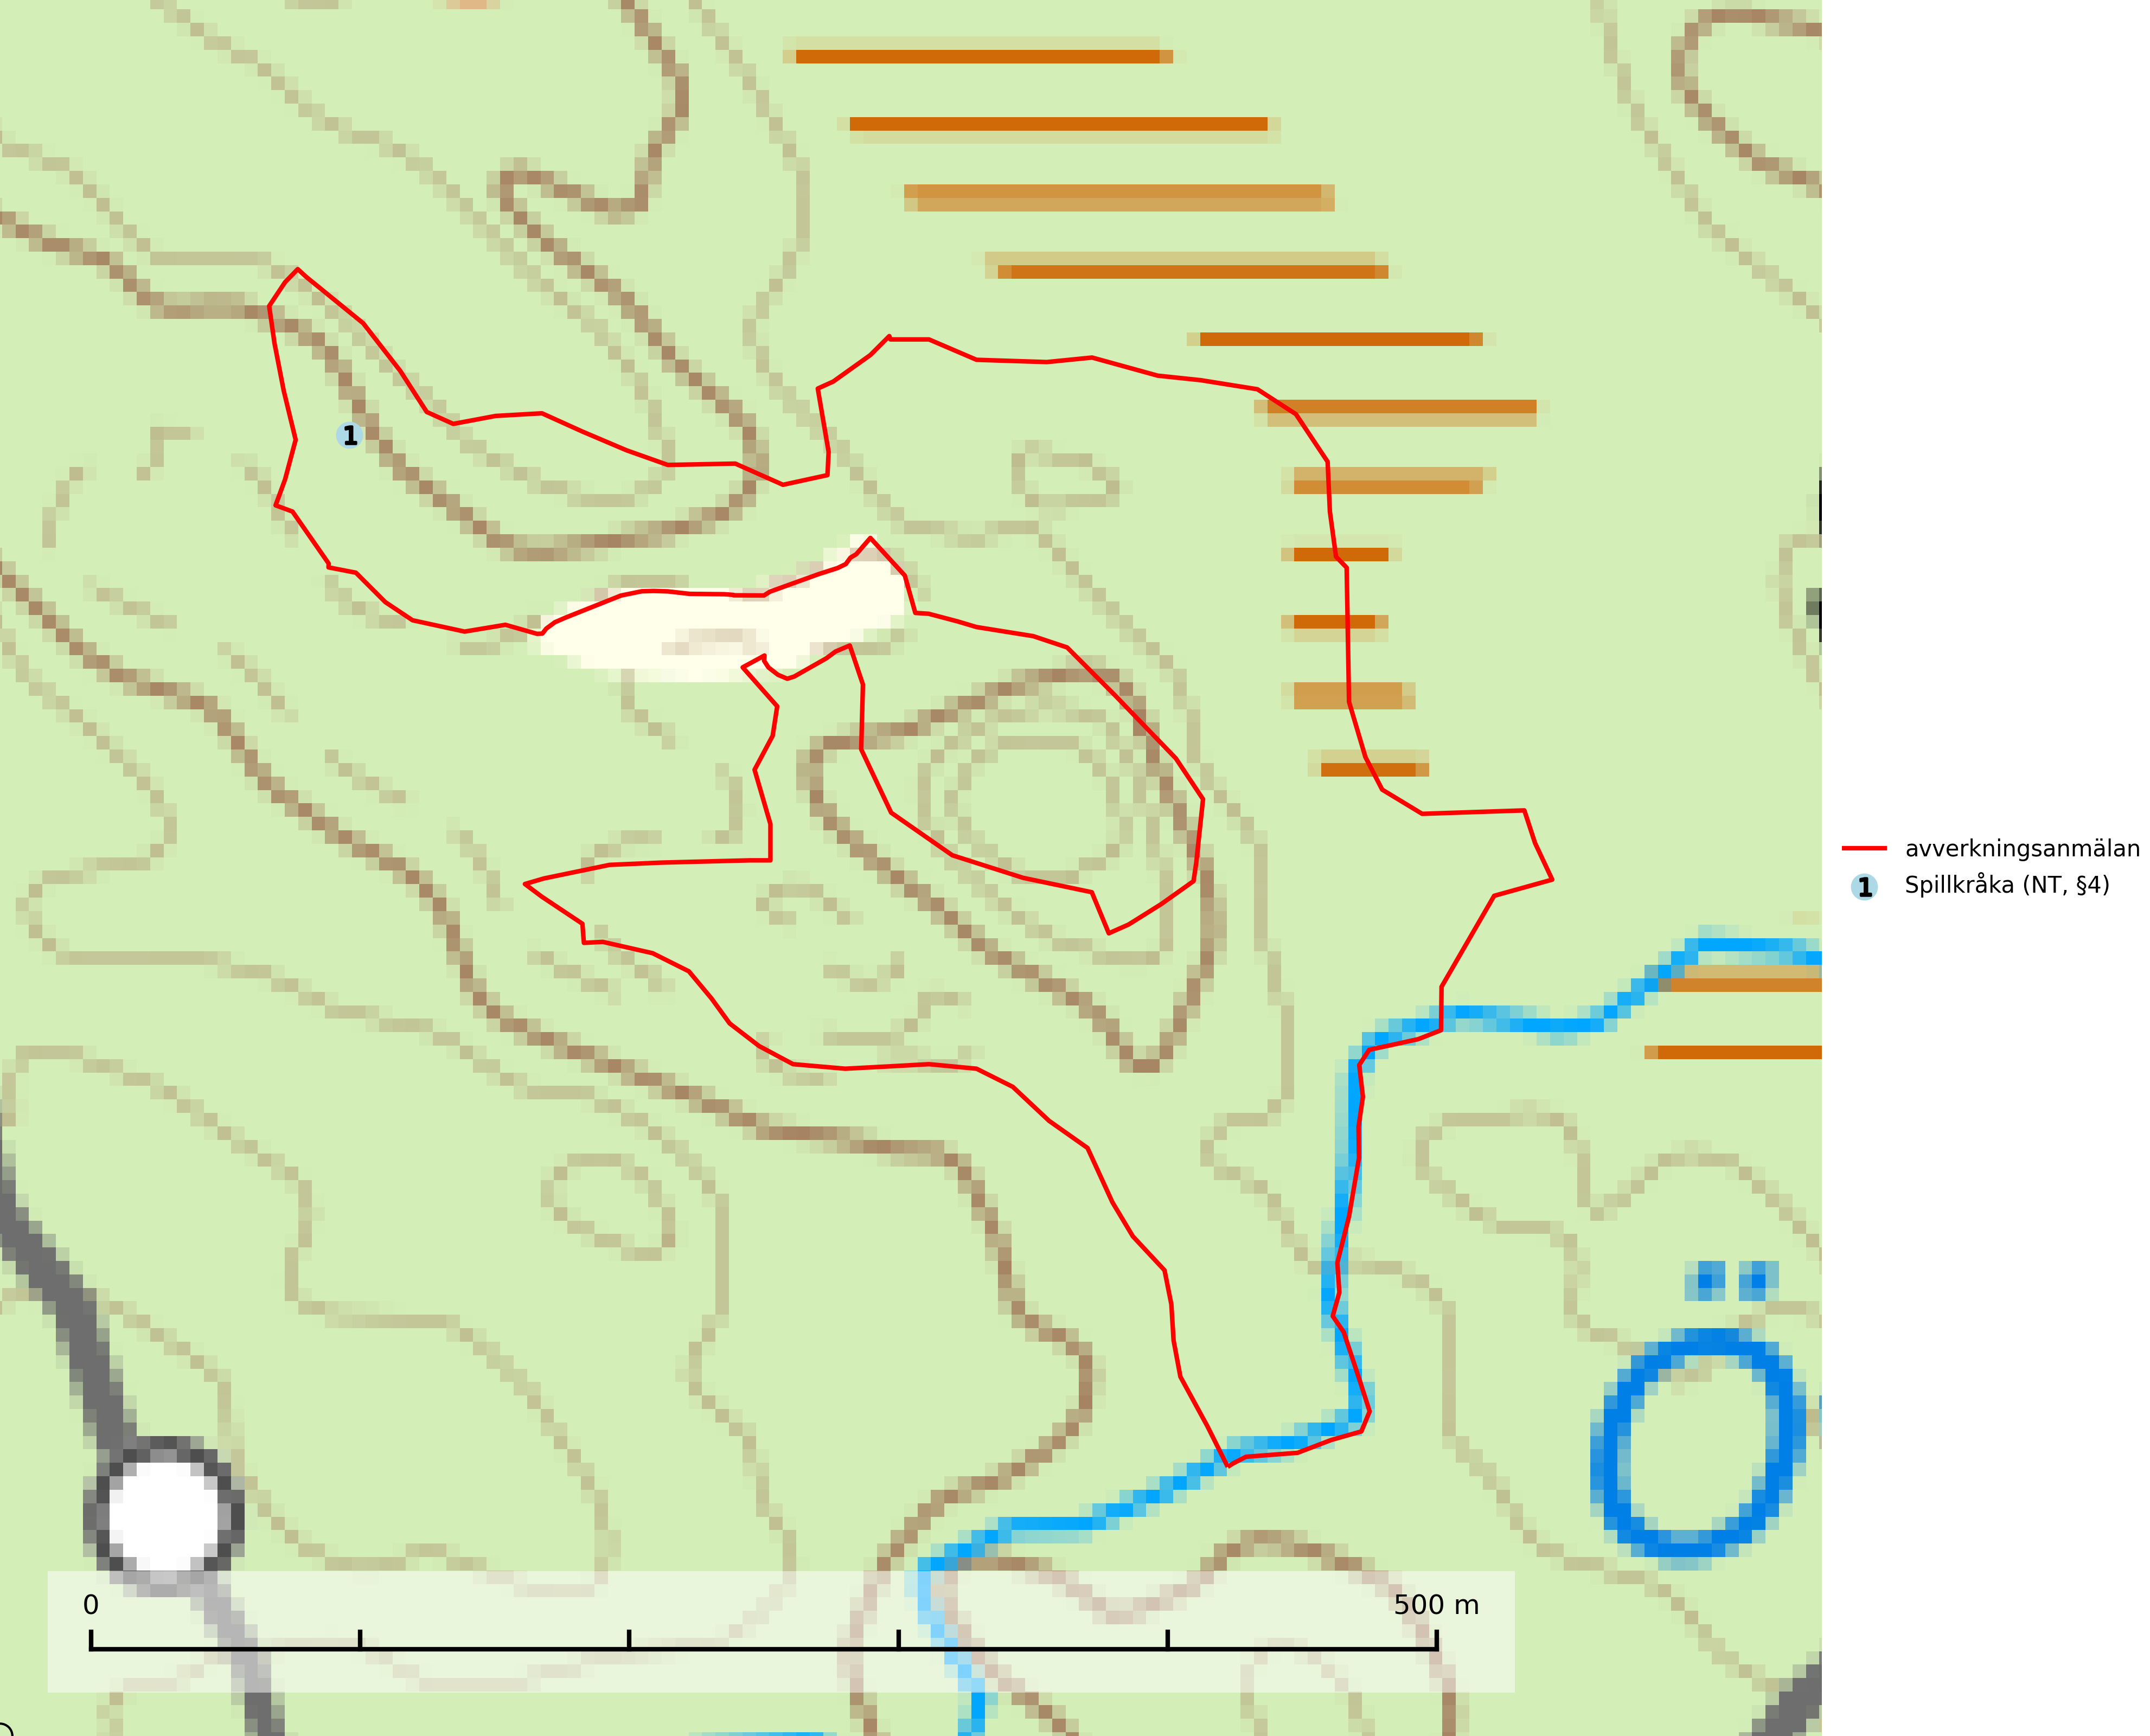 1
avverkningsanmälan
1 Spillkråka (NT, §4)
0 500 m